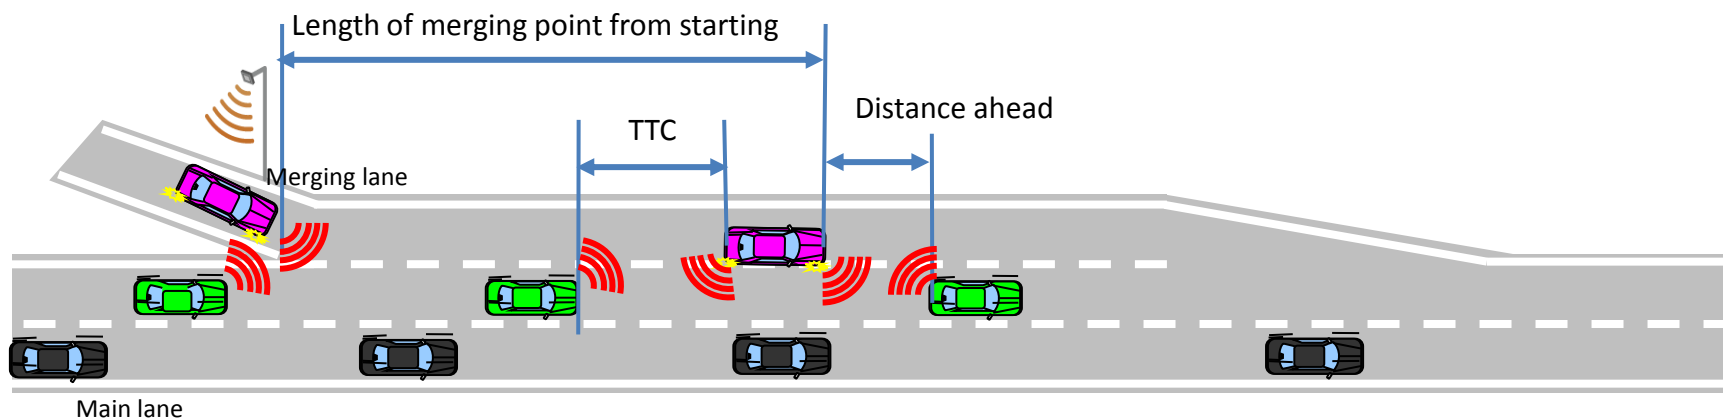 Length of merging point from starting
Distance ahead
TTC
Merging lane
Main lane